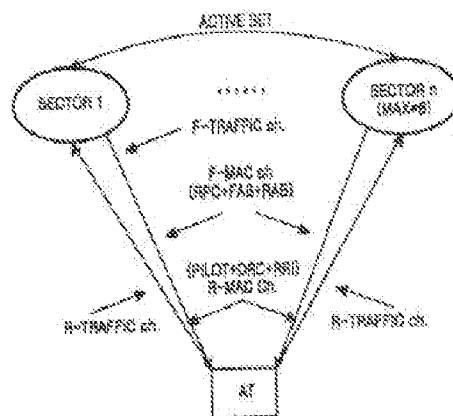 ACTIVE SET
SECTOR 1
......
SECTOR n
(MAX=6)
F-TRAFFIC ch.
F-MAC ch
(RPC+FAB+RAB)
(PILOT+DRC+RRI)
R-MAC Ch.
R-TRAFFIC ch.
R-TRAFFIC ch.
AT